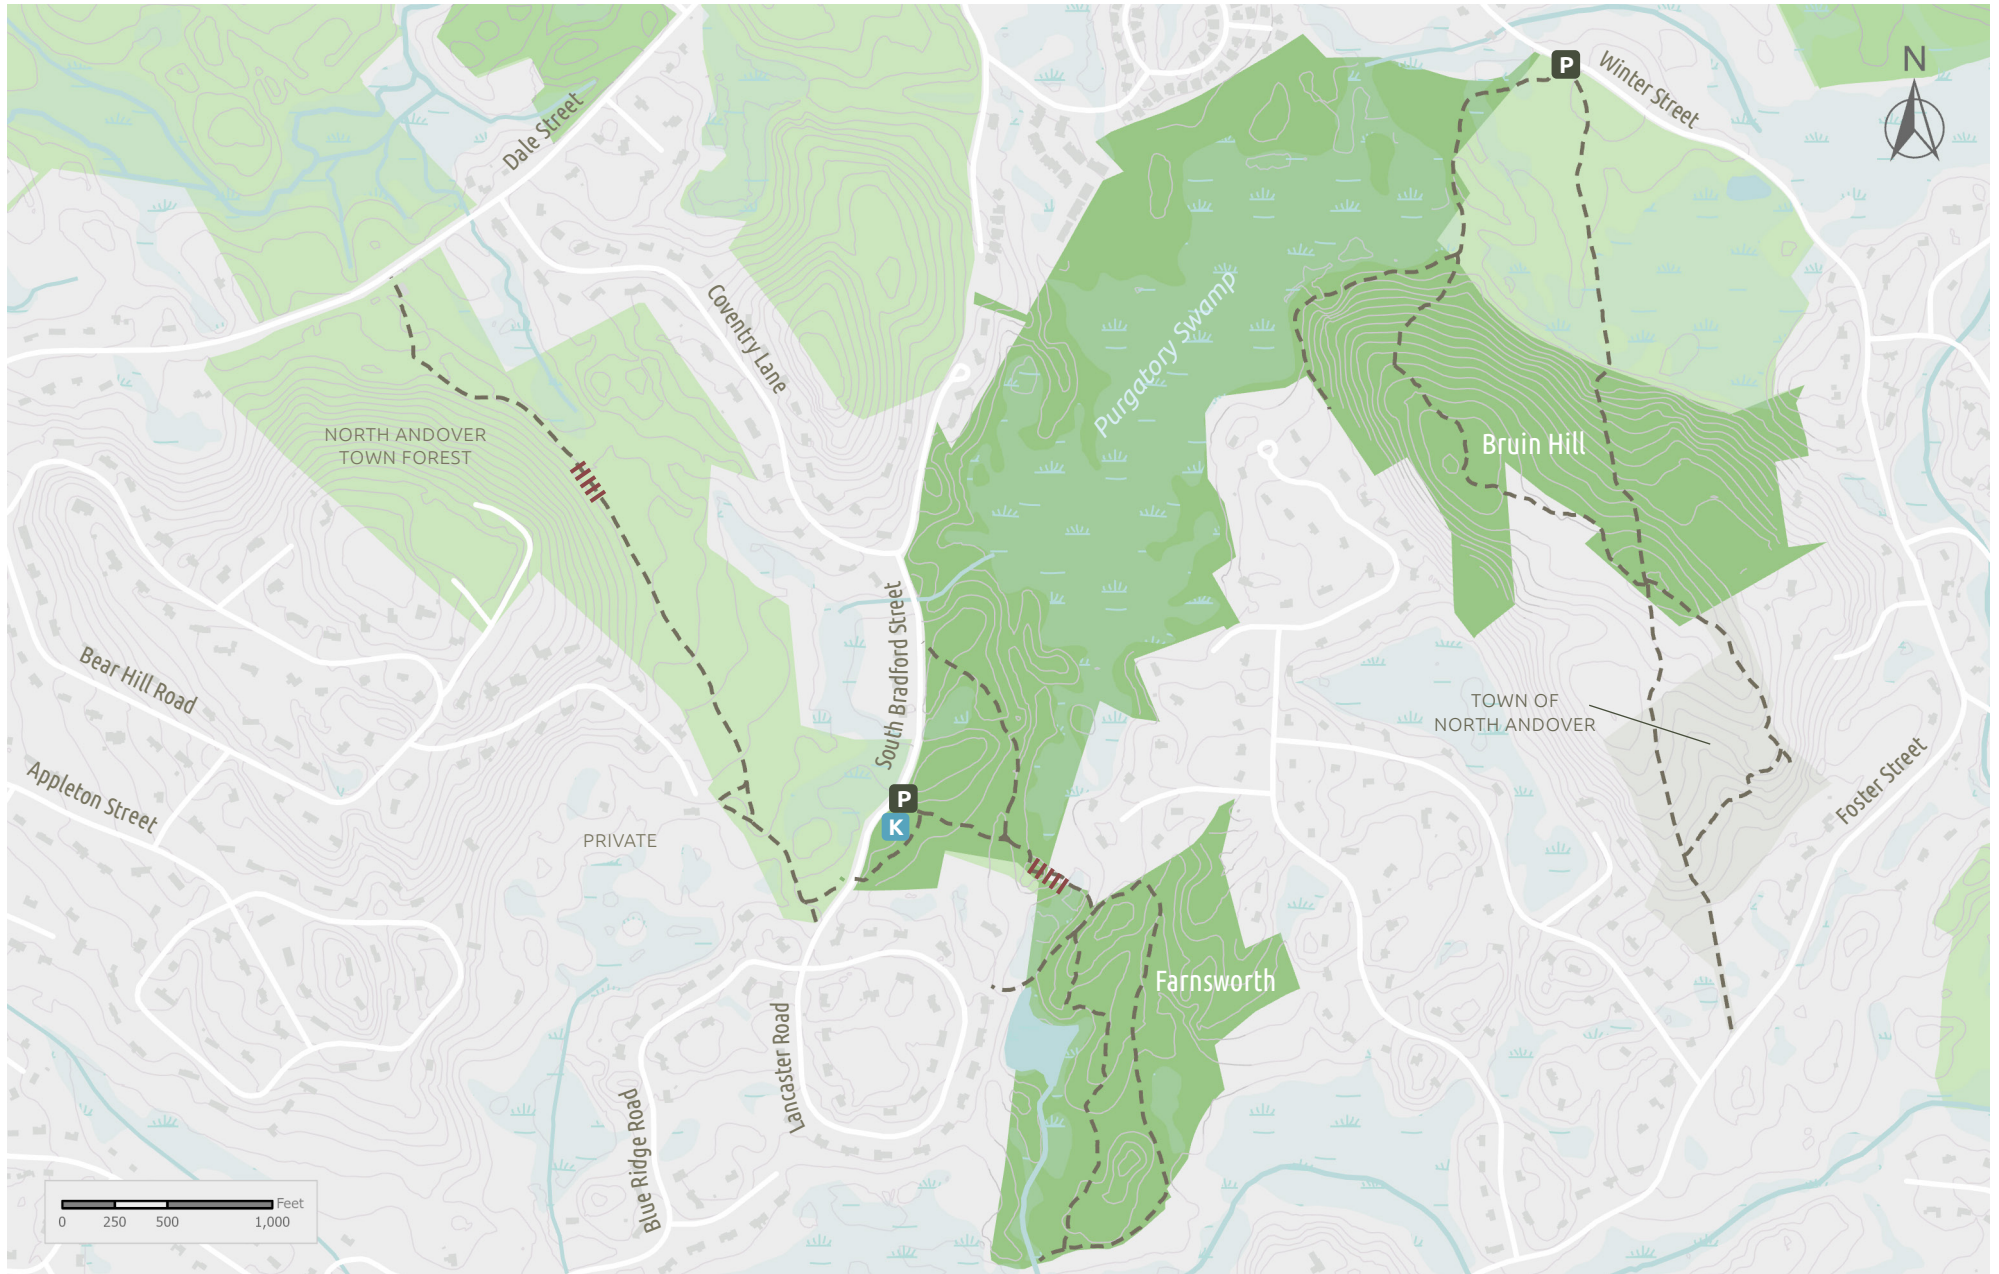 P
Winter Street
N
Dale Street
Coventry Lane
Purgatory Swamp
NORTH ANDOVER
TOWN FOREST
Bruin Hill
South Bradford Street
Bear Hill Road
TOWN OF
NORTH ANDOVER
Appleton Street
P
K
PRIVATE
Foster Street
Farnsworth
Lancaster Road
Blue Ridge Road
Feet
0 250 500 1,000